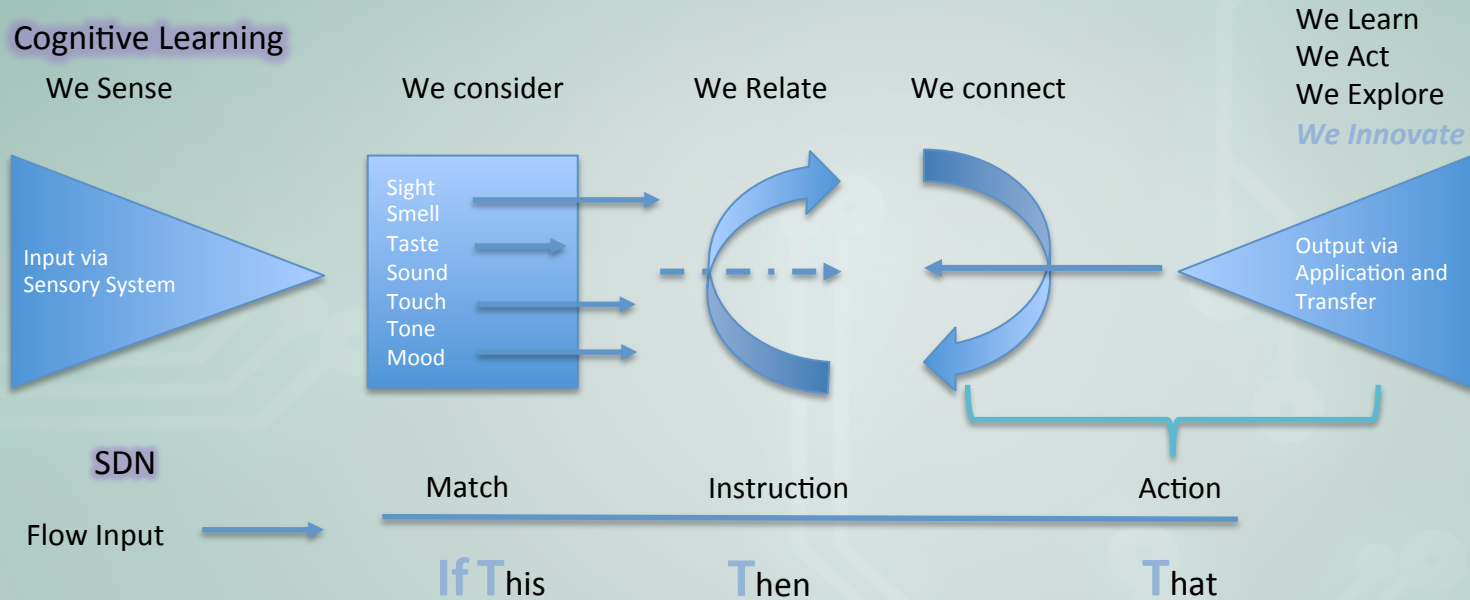 Cognitive Learning
We Sense
We consider
We Relate
We connect
We Learn
We Act
We Explore
We Innovate
Input via
Sensory System
Sight
Smell
Taste
Sound
Touch
Tone
Mood
Output via
Application and
Transfer
SDN
Flow Input
Match
Instruction
Action
If This
Then
That